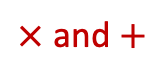 × and +